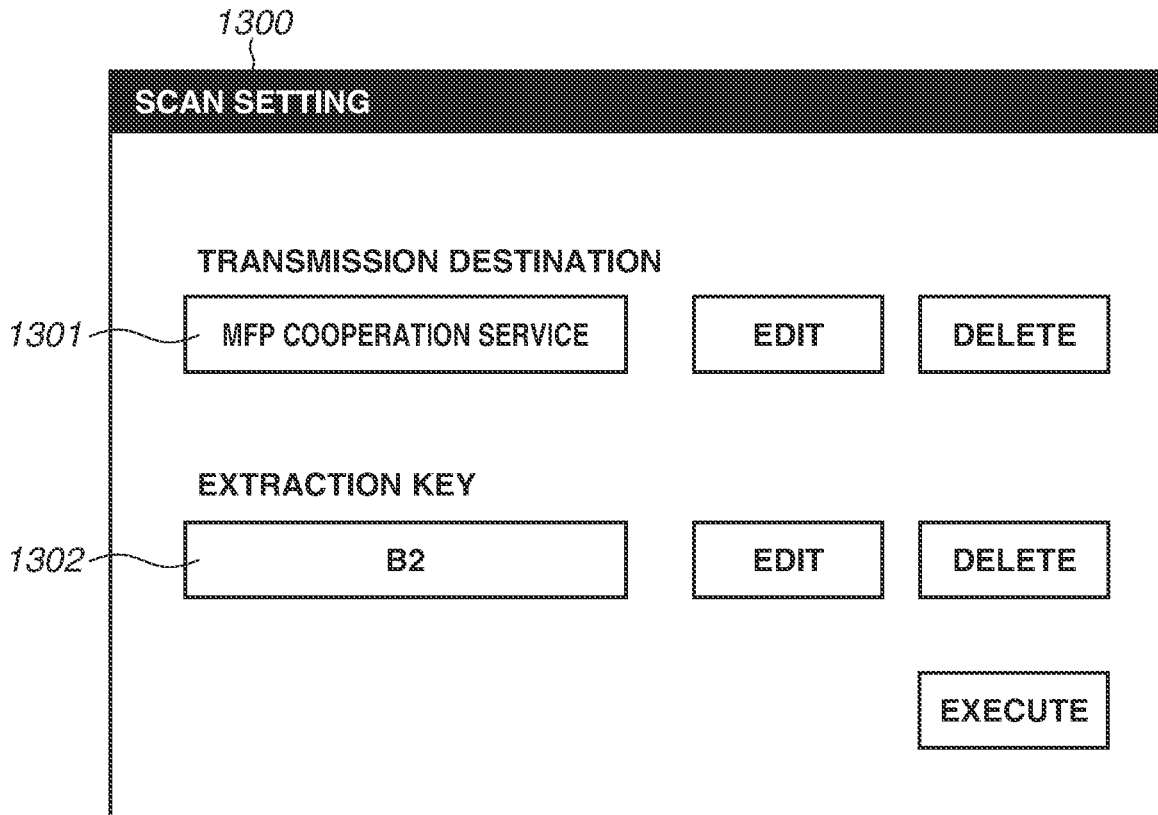 1300
SCAN SETTING
TRANSMISSION DESTINATION
1301 MFP COOPERATION SERVICE EDIT DELETE
EXTRACTION KEY
1302 B2 EDIT DELETE
EXECUTE